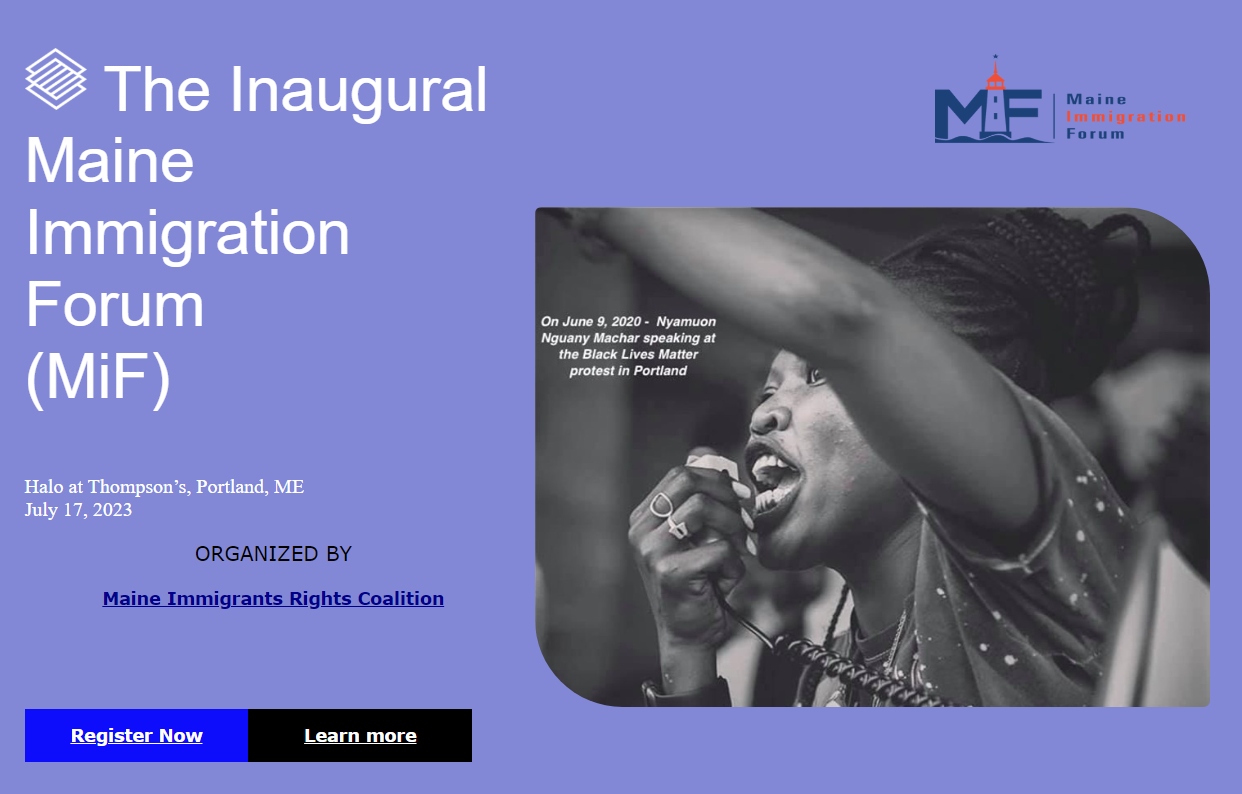 The Inaugural
Maine
Immigration
Forum
(MiF)
Halo at Thompson’s, Portland, ME
July 17, 2023
ORGANIZED BY
Maine Immigrants Rights Coalition
Register Now
Learn more
MIF
Maine
Immigration
Forum
On June 9, 2020 - Nyamuon
Nguany Machar speaking at
the Black Lives Matter
protest in Portland